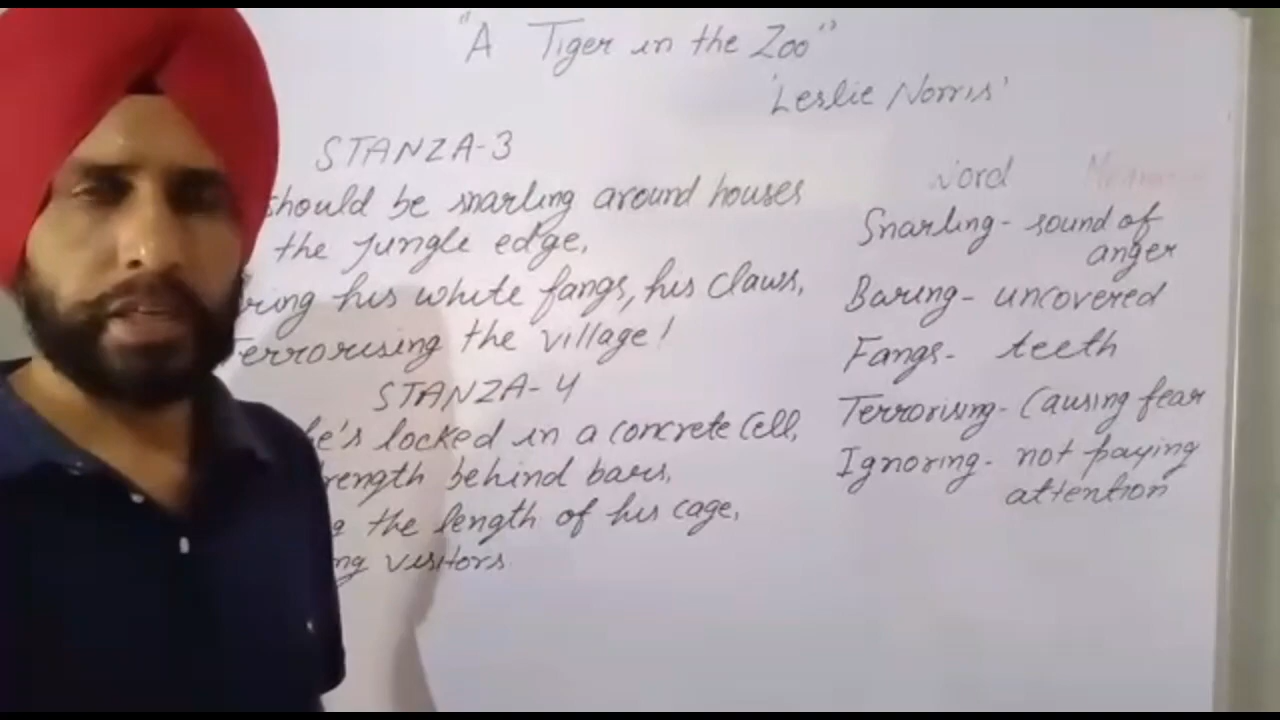 "A Tiger in the Zoo"
'Leslie Norris'
STANZA-3
should be snarling around houses
the jungle edge,
his white fangs, his claws,
Terrorising the village!
STANZA-4
he's locked in a concrete cell,
behind bars,
the length of his cage,
visitors
Word
Snarling - sound of
anger
Baring - uncovered
Fangs - teeth
Terrorising - Causing fear
Ignoring - not paying
attention